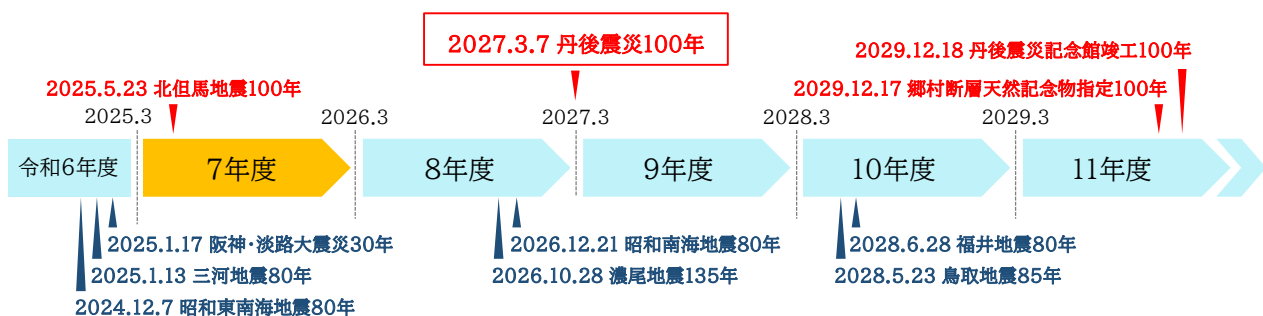 2027.3.7 丹後震災100年
2029.12.18 丹後震災記念館竣工100年
2025.5.23 北但馬地震100年
2029.12.17 郷村断層天然記念物指定100年
2025.3
2026.3
2027.3
2028.3
2029.3
令和6年度
7年度
8年度
9年度
10年度
11年度
2025.1.17 阪神・淡路大震災30年
2025.1.13 三河地震80年
2024.12.7 昭和東南海地震80年
2026.12.21 昭和南海地震80年
2026.10.28 濃尾地震135年
2028.6.28 福井地震80年
2028.5.23 鳥取地震85年